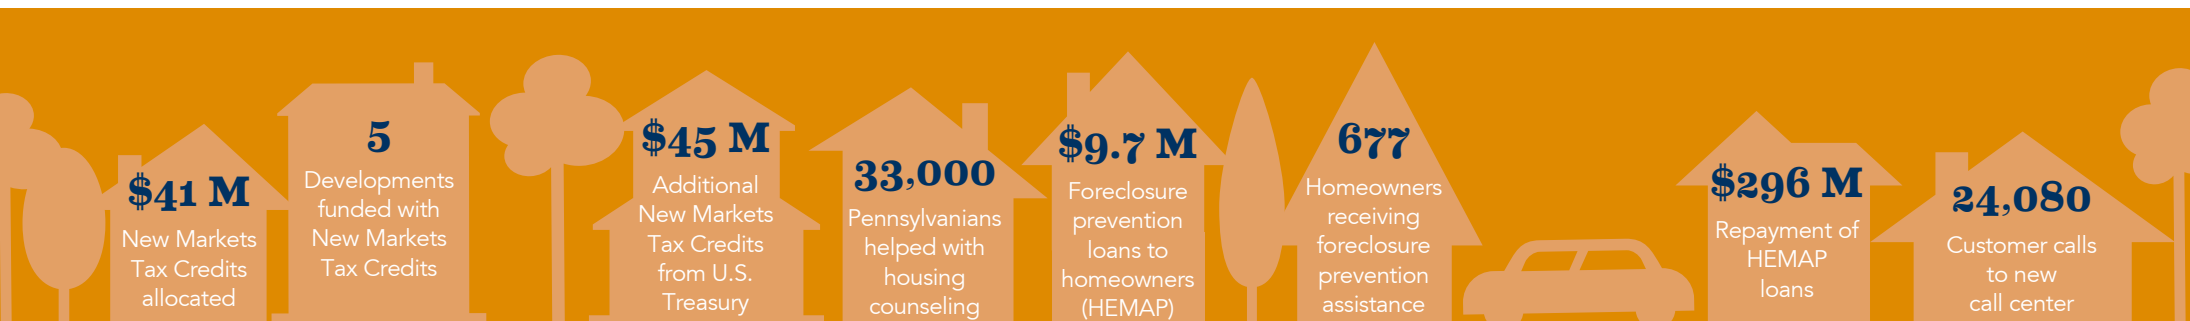 $41 M
New Markets
Tax Credits
allocated
5
Developments
funded with
New Markets
Tax Credits
$45 M
Additional
New Markets
Tax Credits
from U.S.
Treasury
33,000
Pennsylvanians
helped with
housing
counseling
$9.7 M
Foreclosure
prevention
loans to
homeowners
(HEMAP)
677
Homeowners
receiving
foreclosure
prevention
assistance
$296 M
Repayment of
HEMAP
loans
24,080
Customer calls
to new
call center